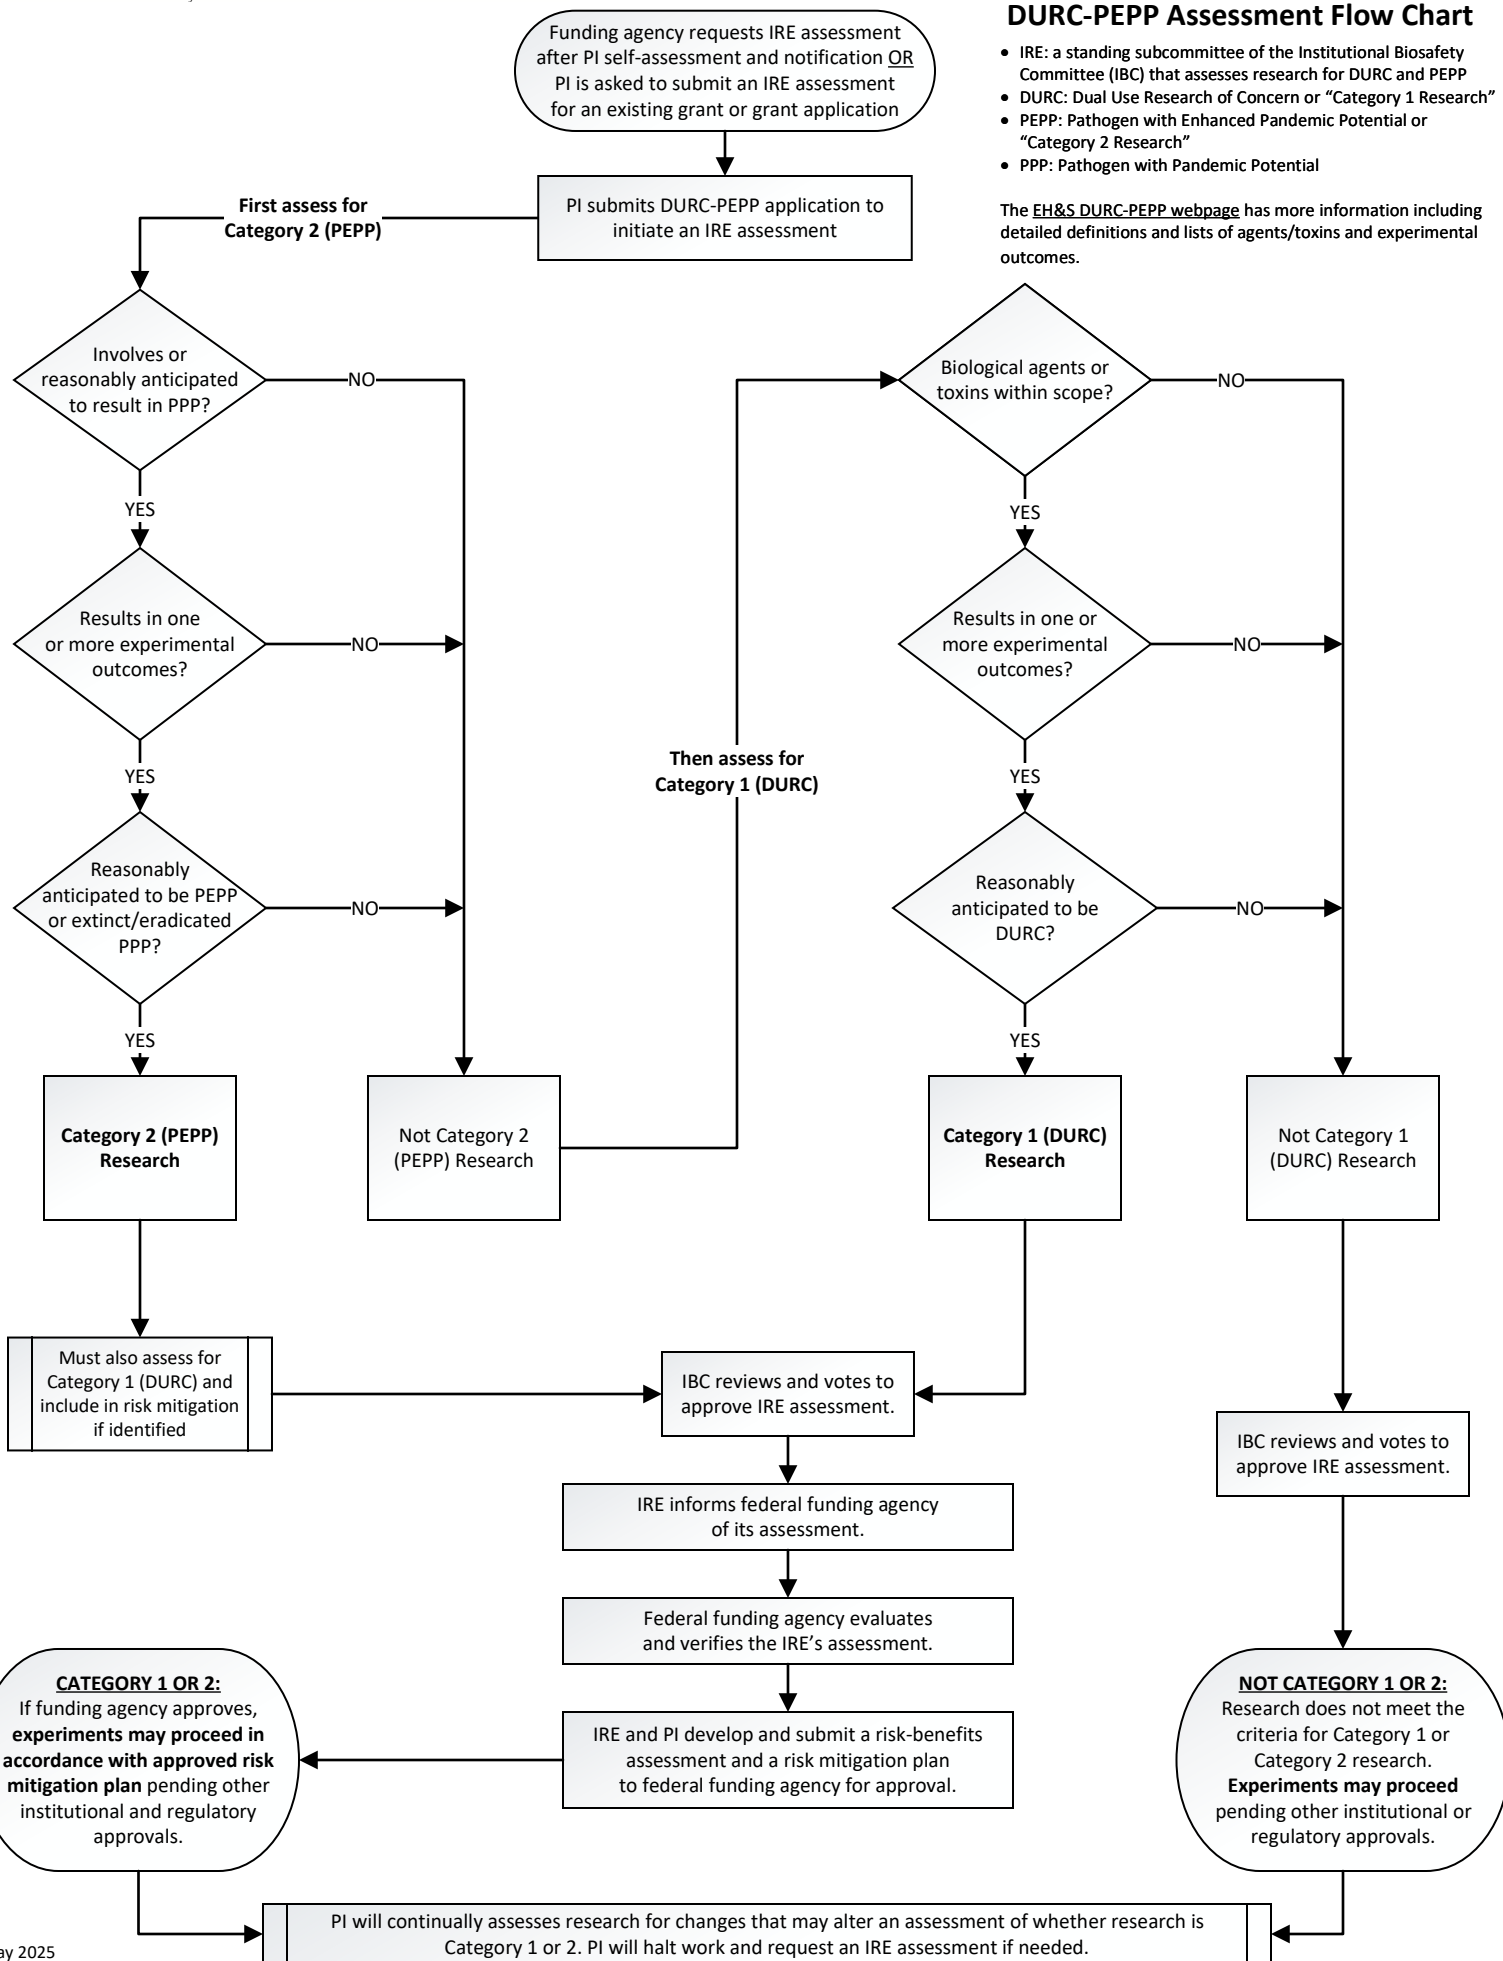 DURC-PEPP Assessment Flow Chart
• IRE: a standing subcommittee of the Institutional Biosafety
Committee (IBC) that assesses research for DURC and PEPP
• DURC: Dual Use Research of Concern or “Category 1 Research”
• PEPP: Pathogen with Enhanced Pandemic Potential or
“Category 2 Research”
• PPP: Pathogen with Pandemic Potential
The EH&S DURC-PEPP webpage has more information including
detailed definitions and lists of agents/toxins and experimental
outcomes.
Funding agency requests IRE assessment
after PI self-assessment and notification OR
PI is asked to submit an IRE assessment
for an existing grant or grant application
PI submits DURC-PEPP application to
initiate an IRE assessment
First assess for
Category 2 (PEPP)
Involves or
reasonably anticipated
to result in PPP?
NO
YES
Results in one
or more experimental
outcomes?
NO
YES
Reasonably
anticipated to be PEPP
or extinct/eradicated
PPP?
NO
YES
Category 2 (PEPP)
Research
Not Category 2
(PEPP) Research
Then assess for
Category 1 (DURC)
Biological agents or
toxins within scope?
NO
YES
Results in one or
more experimental
outcomes?
NO
YES
Reasonably
anticipated to be
DURC?
NO
YES
Category 1 (DURC)
Research
Not Category 1
(DURC) Research
Must also assess for
Category 1 (DURC) and
include in risk mitigation
if identified
IBC reviews and votes to
approve IRE assessment.
IBC reviews and votes to
approve IRE assessment.
IRE informs federal funding agency
of its assessment.
Federal funding agency evaluates
and verifies the IRE’s assessment.
IRE and PI develop and submit a risk-benefits
assessment and a risk mitigation plan
to federal funding agency for approval.
CATEGORY 1 OR 2:
If funding agency approves,
experiments may proceed in
accordance with approved risk
mitigation plan pending other
institutional and regulatory
approvals.
NOT CATEGORY 1 OR 2:
Research does not meet the
criteria for Category 1 or
Category 2 research.
Experiments may proceed
pending other institutional or
regulatory approvals.
PI will continually assesses research for changes that may alter an assessment of whether research is
Category 1 or 2. PI will halt work and request an IRE assessment if needed.
2025